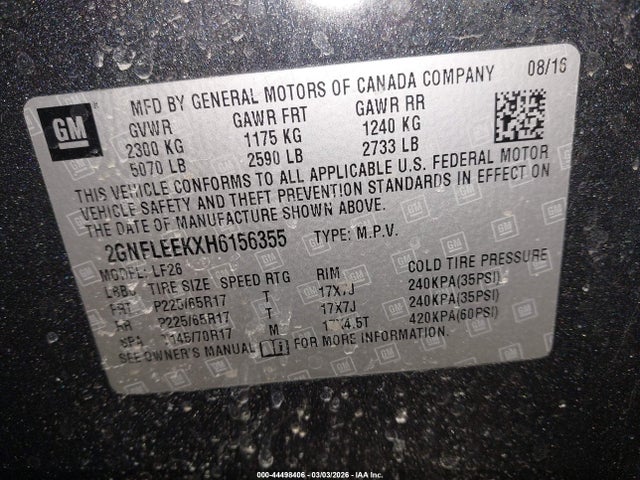 GM
MFD BY GENERAL MOTORS OF CANADA COMPANY 08/16
GVWR GAWR FRT GAWR RR
2300 KG 1175 KG 1240 KG
5070 LB 2590 LB 2733 LB
THIS VEHICLE CONFORMS TO ALL APPLICABLE U.S. FEDERAL MOTOR
VEHICLE SAFETY AND THEFT PREVENTION STANDARDS IN EFFECT ON
THE DATE OF MANUFACTURE SHOWN ABOVE.
2GNFLEEKXH6156355 TYPE: M.P.V.
MODEL: LF26
TIRE SIZE SPEED RTG RIM COLD TIRE PRESSURE
FRT P225/65R17 T 17X7J 240KPA(35PSI)
RR P225/65R17 T 17X7J 240KPA(35PSI)
SPA T145/70R17 M 17X4.5T 420KPA(60PSI)
SEE OWNER'S MANUAL FOR MORE INFORMATION.
000-44498406 - 03/03/2026 - IAA Inc.